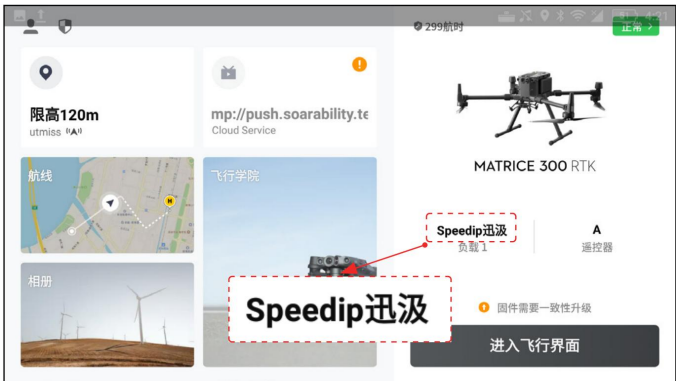 299航时
正常 >
4:21
限高120m
utmiss
mp://push.soarability.te
Cloud Service
航线
H
飞行学院
相册
MATRICE 300 RTK
Speedip迅汲
负载 1
A
遥控器
Speedip迅汲
固件需要一致性升级
进入飞行界面